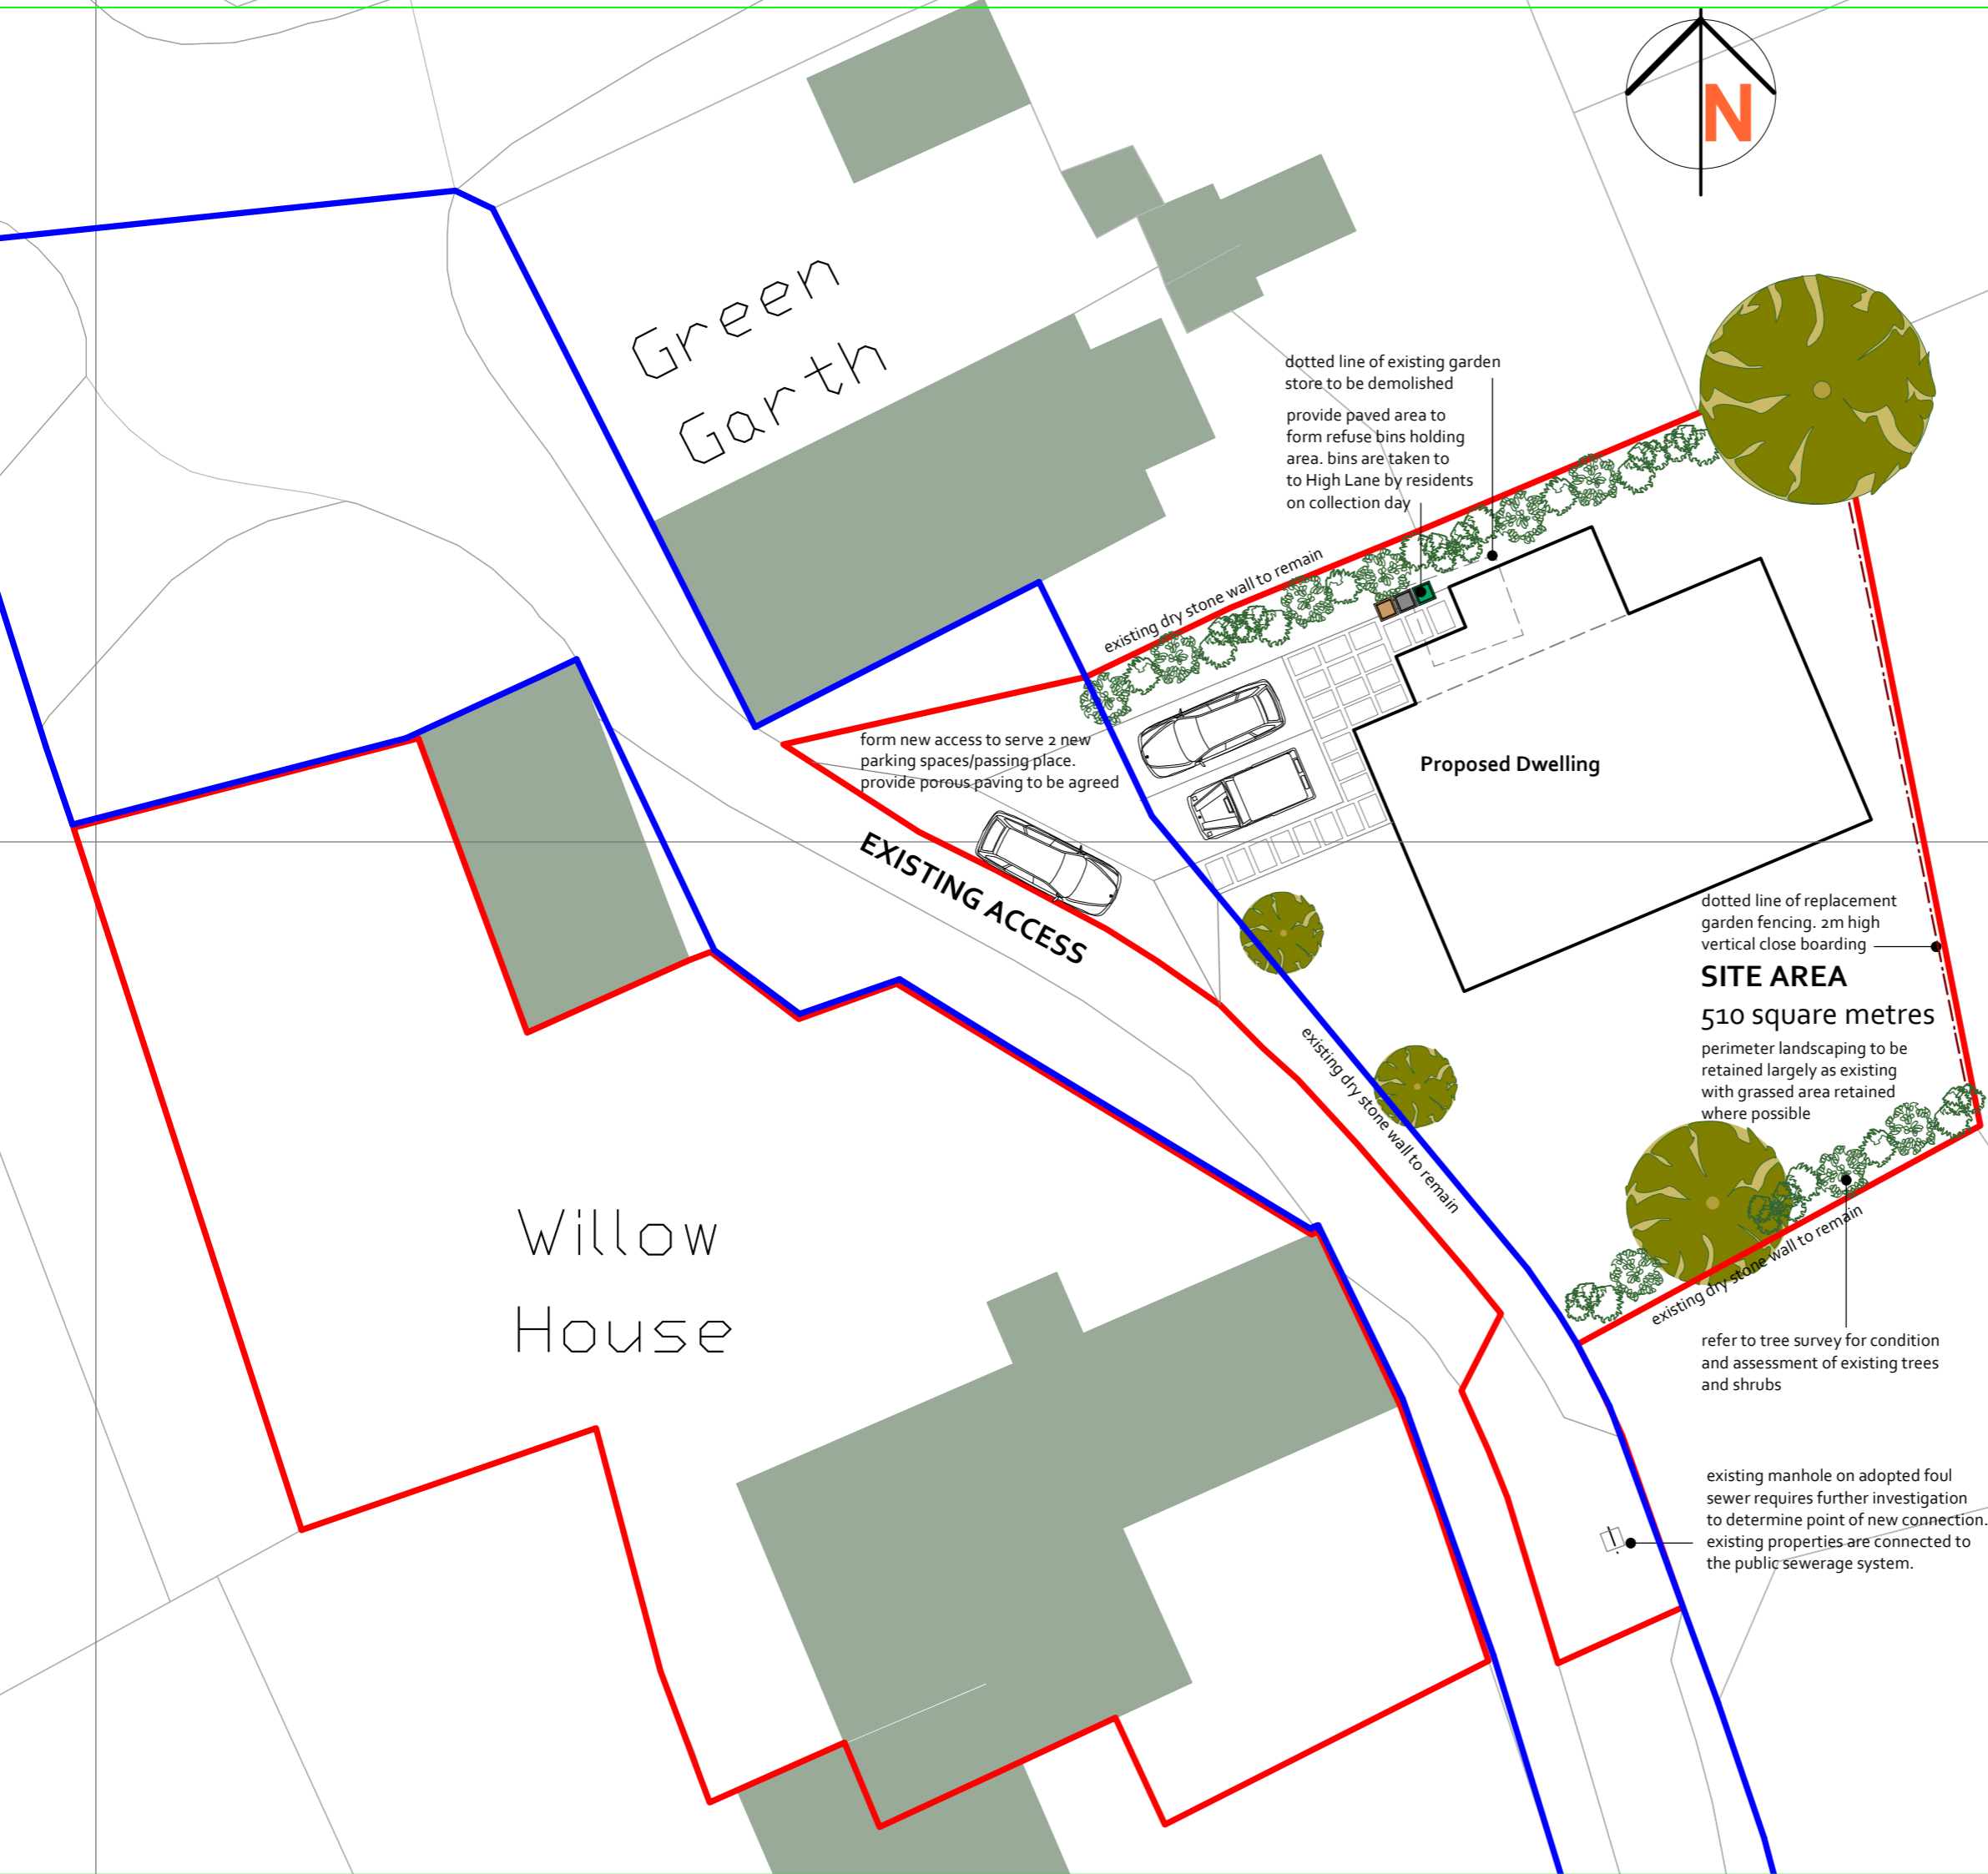 N
Green
Garth
dotted line of existing garden
store to be demolished
provide paved area to
form refuse bins holding
area. bins are taken to
to High Lane by residents
on collection day
existing dry stone wall to remain
form new access to serve 2 new
parking spaces/passing place.
provide porous paving to be agreed
Proposed Dwelling
EXISTING ACCESS
dotted line of replacement
garden fencing. 2m high
vertical close boarding
SITE AREA
510 square metres
perimeter landscaping to be
retained largely as existing
with grassed area retained
where possible
existing dry stone wall to remain
Willow
House
existing dry stone wall to remain
refer to tree survey for condition
and assessment of existing trees
and shrubs
existing manhole on adopted foul
sewer requires further investigation
to determine point of new connection.
existing properties are connected to
the public sewerage system.